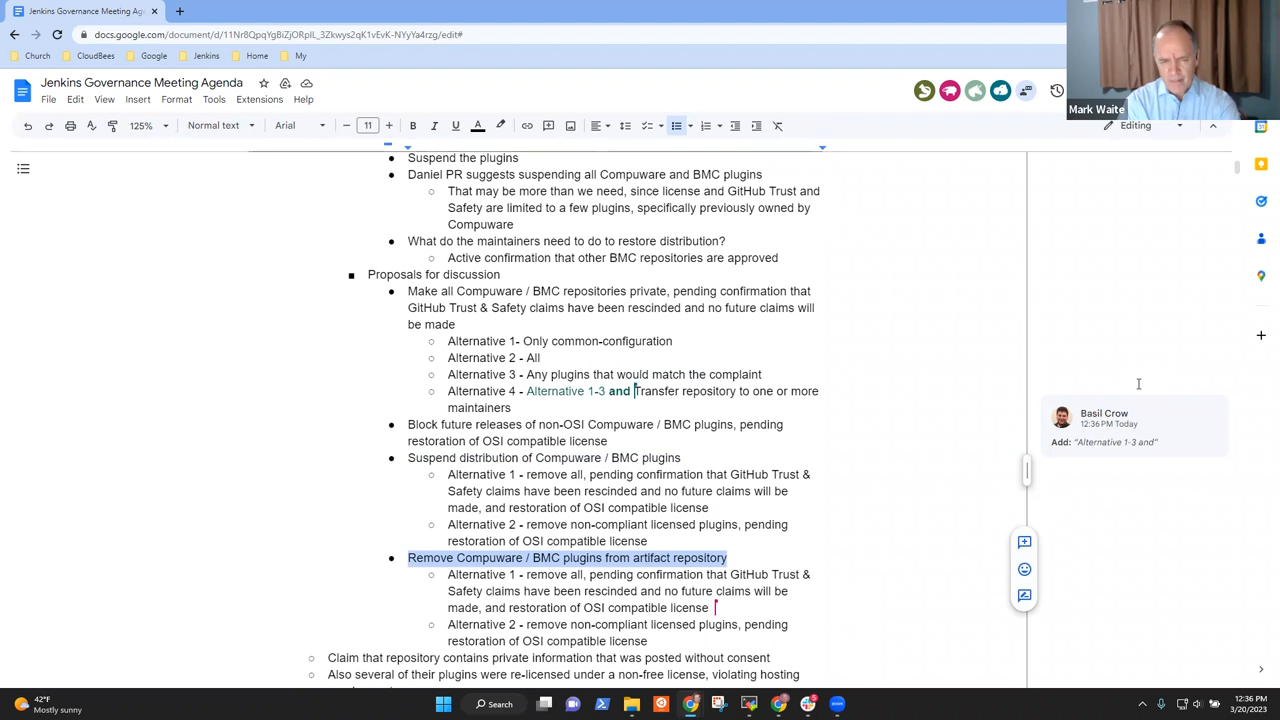 Jenkins Governance Meeting Age
docs.google.com/document/d/11Nr8QpqYgBiZjORpIL_3Zkwys2qK1vEvK-NYyYa4rzg/edit#
Church
CloudBees
Google
Jenkins
Home
My
Jenkins Governance Meeting Agenda
File Edit View Insert Format Tools Extensions Help
125% Normal text Arial 11 Editing
Mark Waite
● Suspend the plugins
● Daniel PR suggests suspending all Compuware and BMC plugins
○ That may be more than we need, since license and GitHub Trust and
Safety are limited to a few plugins, specifically previously owned by
Compuware
● What do the maintainers need to do to restore distribution?
○ Active confirmation that other BMC repositories are approved
■ Proposals for discussion
● Make all Compuware / BMC repositories private, pending confirmation that
GitHub Trust & Safety claims have been rescinded and no future claims will
be made
○ Alternative 1- Only common-configuration
○ Alternative 2 - All
○ Alternative 3 - Any plugins that would match the complaint
○ Alternative 4 - Alternative 1-3 and Transfer repository to one or more
maintainers
● Block future releases of non-OSI Compuware / BMC plugins, pending
restoration of OSI compatible license
● Suspend distribution of Compuware / BMC plugins
○ Alternative 1 - remove all, pending confirmation that GitHub Trust &
Safety claims have been rescinded and no future claims will be
made, and restoration of OSI compatible license
○ Alternative 2 - remove non-compliant licensed plugins, pending
restoration of OSI compatible license
● Remove Compuware / BMC plugins from artifact repository
○ Alternative 1 - remove all, pending confirmation that GitHub Trust &
Safety claims have been rescinded and no future claims will be
made, and restoration of OSI compatible license
○ Alternative 2 - remove non-compliant licensed plugins, pending
restoration of OSI compatible license
○ Claim that repository contains private information that was posted without consent
○ Also several of their plugins were re-licensed under a non-free license, violating hosting
Basil Crow
12:36 PM Today
Add: "Alternative 1-3 and"
42°F
Mostly sunny
Search
12:36 PM
3/20/2023